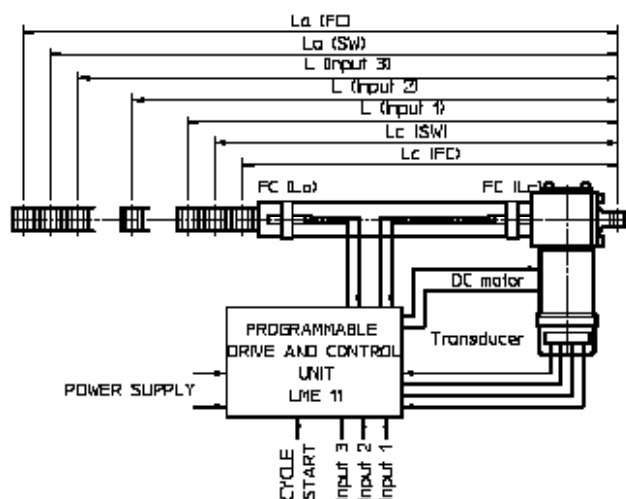 La (FC)
La (SW)
L (Input 3)
L (Input 2)
L (Input 1)
Lc (SW)
Lc (FC)
FC (La) FC (Lc)
DC motor
PROGRAMMABLE
DRIVE AND CONTROL
UNIT
LME 11
Transducer
POWER SUPPLY
CYCLE
START
Input 3
Input 2
Input 1